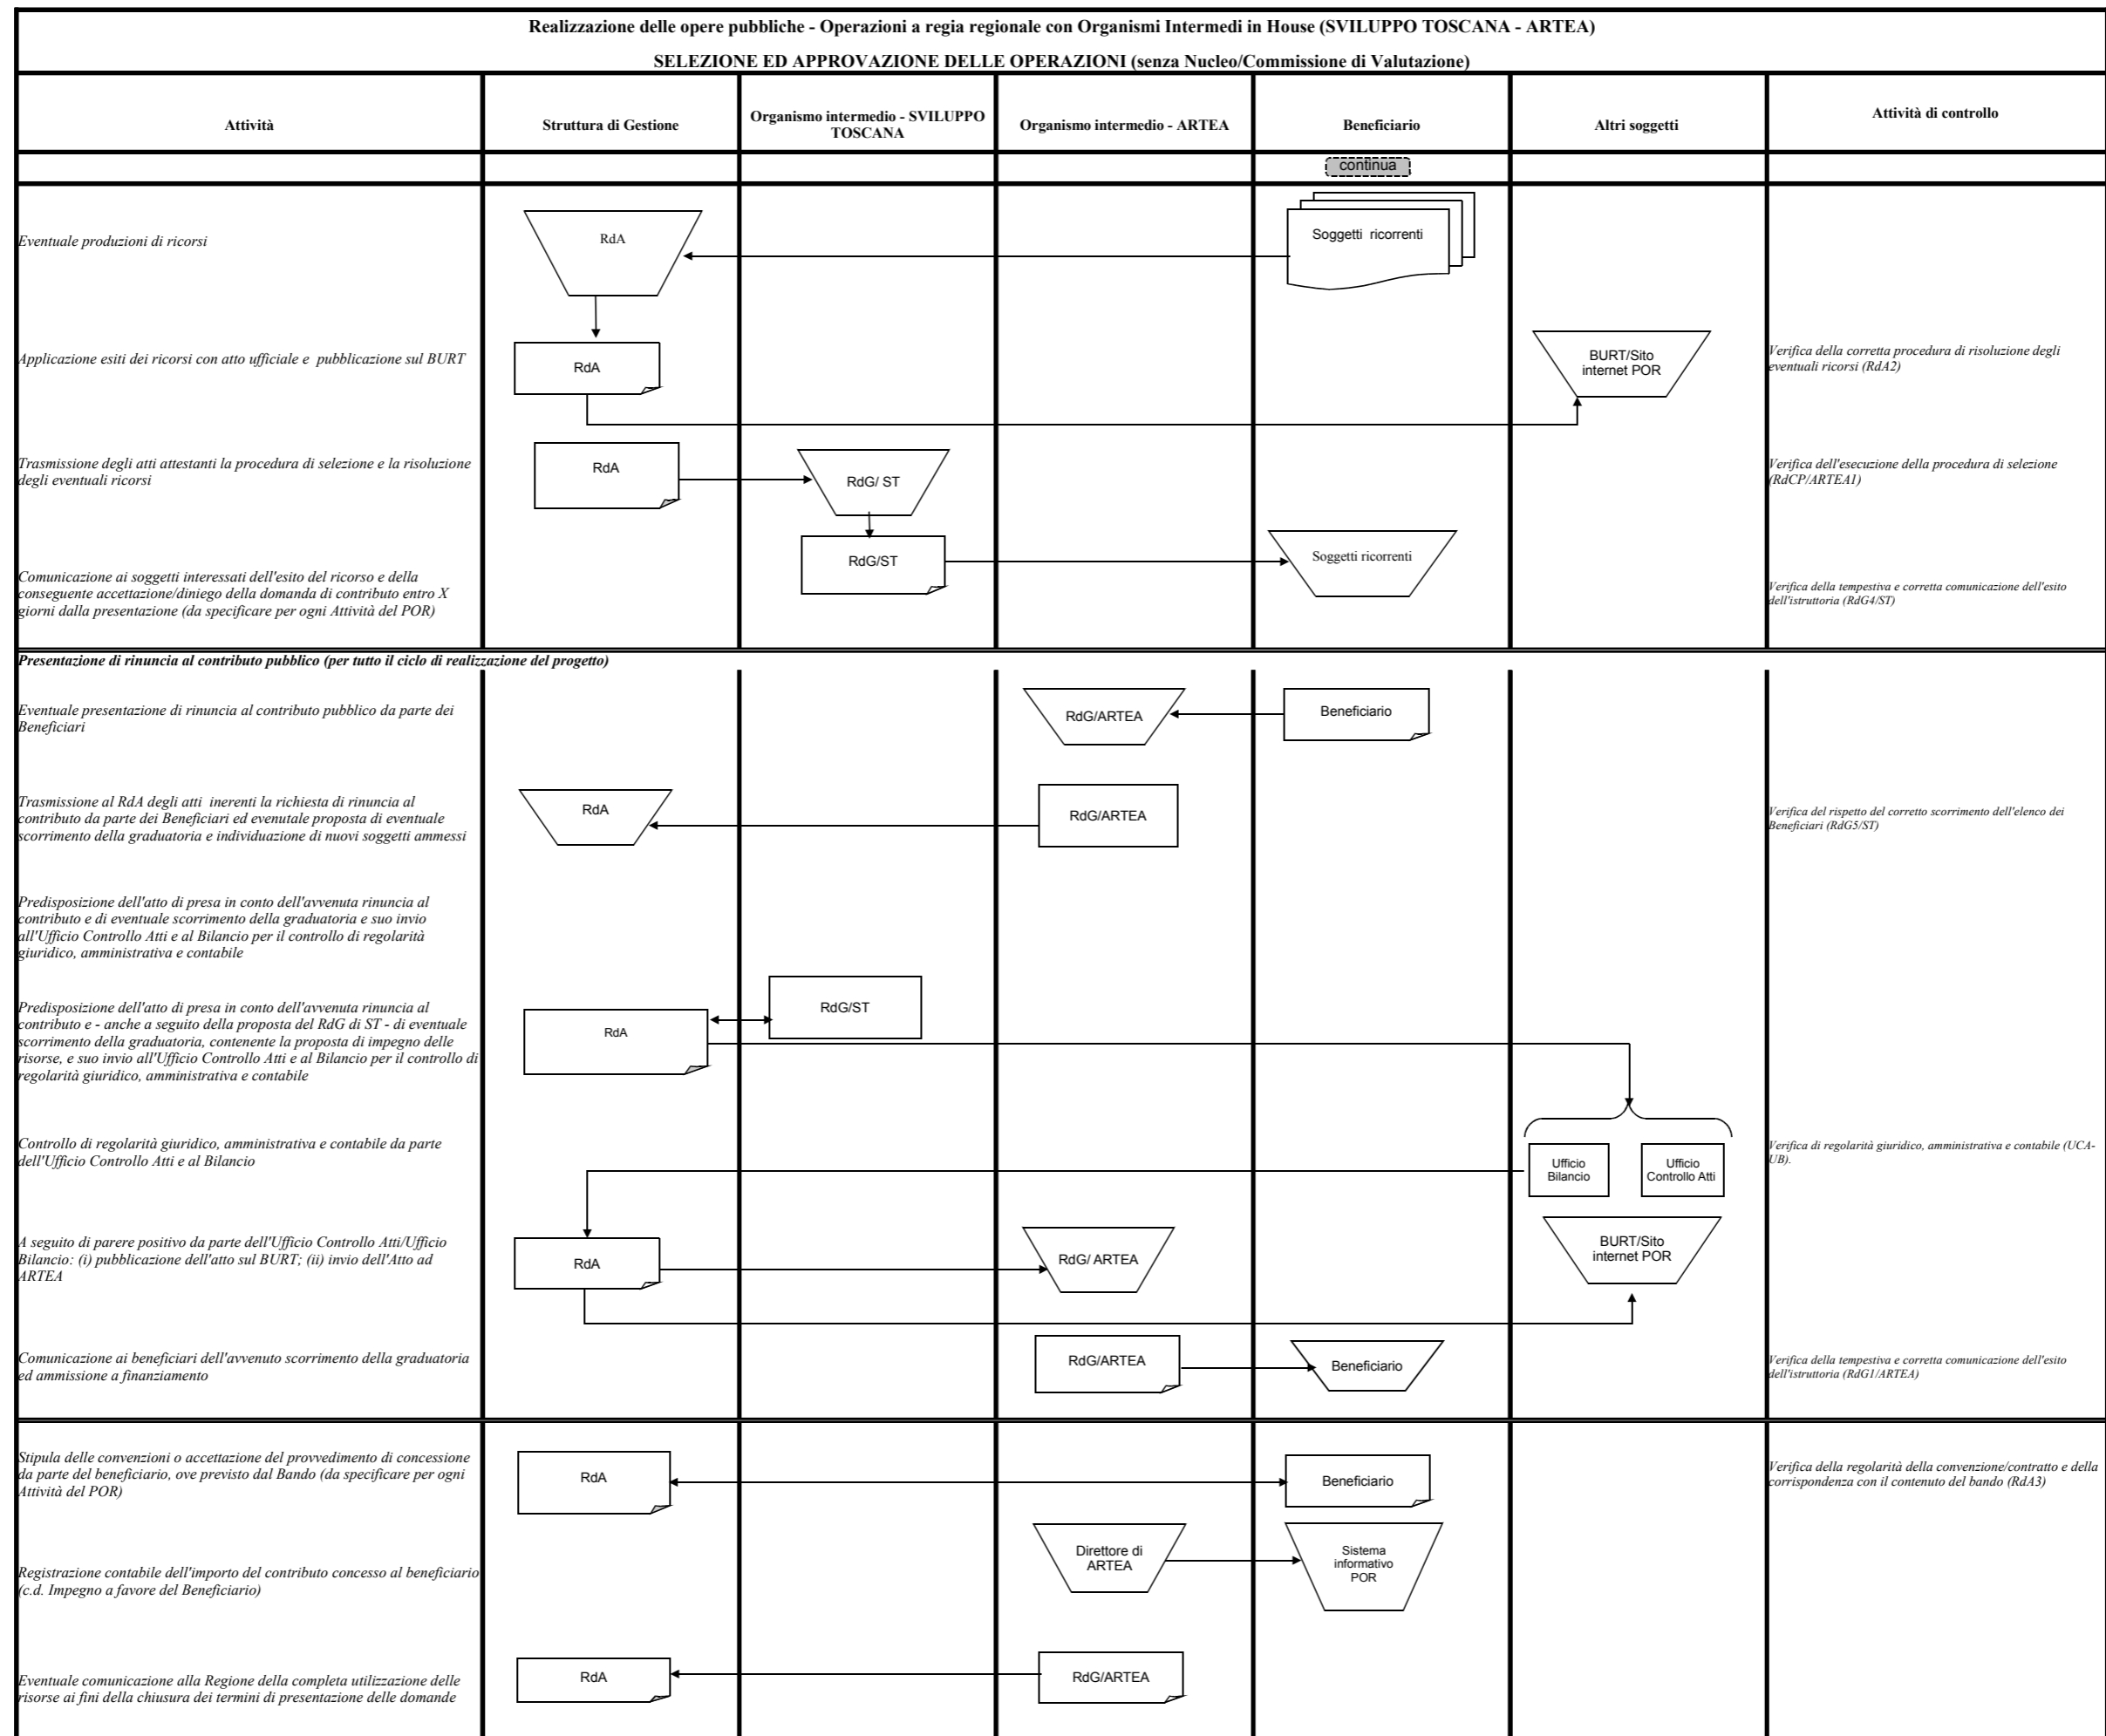 Realizzazione delle opere pubbliche - Operazioni a regia regionale con Organismi Intermedi in House (SVILUPPO TOSCANA - ARTEA)
SELEZIONE ED APPROVAZIONE DELLE OPERAZIONI (senza Nucleo/Commissione di Valutazione)
Attività
Struttura di Gestione
Organismo intermedio - SVILUPPO
TOSCANA
Organismo intermedio - ARTEA
Beneficiario
Altri soggetti
Attività di controllo
continua
Eventuale produzioni di ricorsi
RdA
Soggetti ricorrenti
Applicazione esiti dei ricorsi con atto ufficiale e pubblicazione sul BURT
RdA
BURT/Sito
internet POR
Verifica della corretta procedura di risoluzione degli
eventuali ricorsi (RdA2)
Trasmissione degli atti attestanti la procedura di selezione e la risoluzione
degli eventuali ricorsi
RdA
RdG/ ST
Verifica dell'esecuzione della procedura di selezione
(RdCP/ARTEA1)
Comunicazione ai soggetti interessati dell'esito del ricorso e della
conseguente accettazione/diniego della domanda di contributo entro X
giorni dalla presentazione (da specificare per ogni Attività del POR)
RdG/ST
Soggetti ricorrenti
Verifica della tempestiva e corretta comunicazione dell'esito
dell'istruttoria (RdG4/ST)
Presentazione di rinuncia al contributo pubblico (per tutto il ciclo di realizzazione del progetto)
Eventuale presentazione di rinuncia al contributo pubblico da parte dei
Beneficiari
RdG/ARTEA
Beneficiario
Trasmissione al RdA degli atti inerenti la richiesta di rinuncia al
contributo da parte dei Beneficiari ed evenutale proposta di eventuale
scorrimento della graduatoria e individuazione di nuovi soggetti ammessi
RdA
RdG/ARTEA
Verifica del rispetto del corretto scorrimento dell'elenco dei
Beneficiari (RdG5/ST)
Predisposizione dell'atto di presa in conto dell'avvenuta rinuncia al
contributo e di eventuale scorrimento della graduatoria e suo invio
all'Ufficio Controllo Atti e al Bilancio per il controllo di regolarità
giuridico, amministrativa e contabile
Predisposizione dell'atto di presa in conto dell'avvenuta rinuncia al
contributo e - anche a seguito della proposta del RdG di ST - di eventuale
scorrimento della graduatoria, contenente la proposta di impegno delle
risorse, e suo invio all'Ufficio Controllo Atti e al Bilancio per il controllo di
regolarità giuridico, amministrativa e contabile
RdA
RdG/ST
Controllo di regolarità giuridico, amministrativa e contabile da parte
dell'Ufficio Controllo Atti e al Bilancio
Ufficio
Bilancio
Ufficio
Controllo Atti
Verifica di regolarità giuridico, amministrativa e contabile (UCA-
UB).
A seguito di parere positivo da parte dell'Ufficio Controllo Atti/Ufficio
Bilancio: (i) pubblicazione dell'atto sul BURT; (ii) invio dell'Atto ad
ARTEA
RdA
RdG/ ARTEA
BURT/Sito
internet POR
Comunicazione ai beneficiari dell'avvenuto scorrimento della graduatoria
ed ammissione a finanziamento
RdG/ARTEA
Beneficiario
Verifica della tempestiva e corretta comunicazione dell'esito
dell'istruttoria (RdG1/ARTEA)
Stipula delle convenzioni o accettazione del provvedimento di concessione
da parte del beneficiario, ove previsto dal Bando (da specificare per ogni
Attività del POR)
RdA
Beneficiario
Verifica della regolarità della convenzione/contratto e della
corrispondenza con il contenuto del bando (RdA3)
Registrazione contabile dell'importo del contributo concesso al beneficiario
(c.d. Impegno a favore del Beneficiario)
Direttore di
ARTEA
Sistema
informativo
POR
Eventuale comunicazione alla Regione della completa utilizzazione delle
risorse ai fini della chiusura dei termini di presentazione delle domande
RdA
RdG/ARTEA